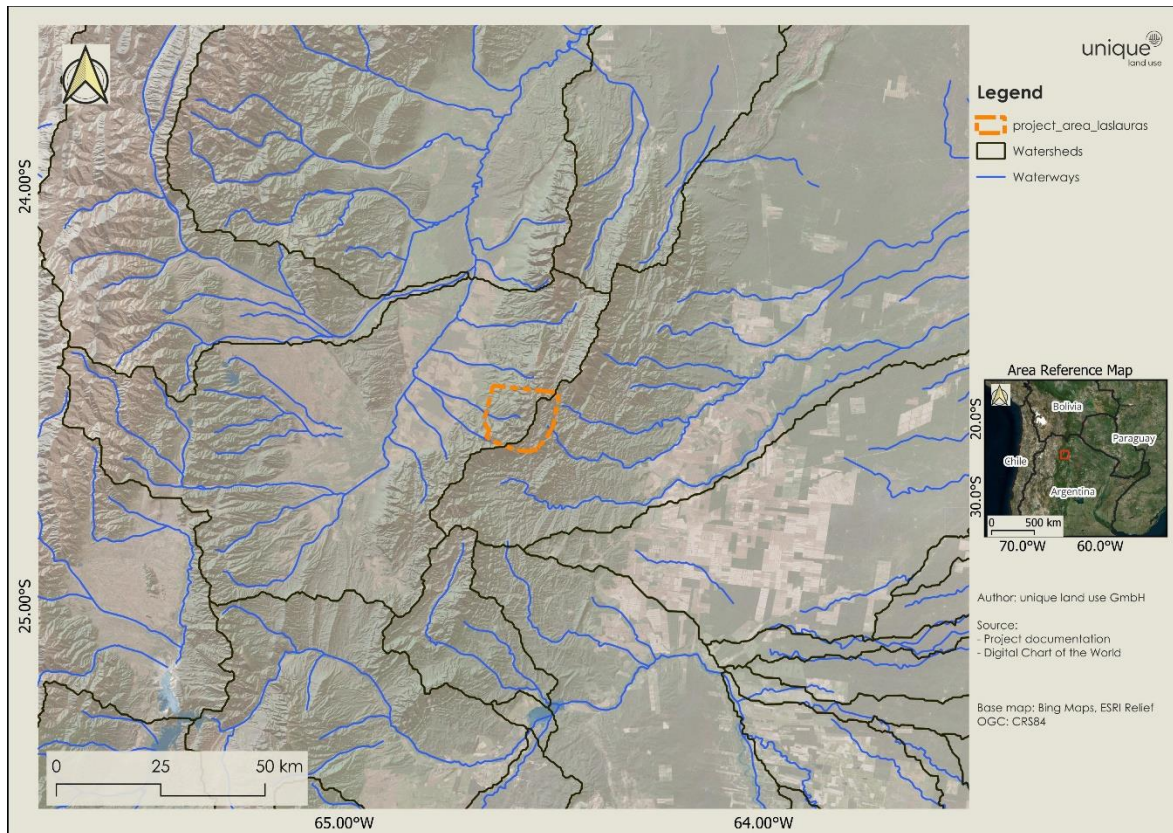 unique
land use
Legend
project_area_laslauras
Watersheds
Waterways
24.00°S
25.00°S
65.00°W
64.00°W
0 25 50 km
Area Reference Map
Bolivia
Paraguay
Chile
Argentina
0 500 km
20.0°S
30.0°S
70.0°W 60.0°W
Author: unique land use GmbH
Source:
- Project documentation
- Digital Chart of the World
Base map: Bing Maps, ESRI Relief
OGC: CRS84